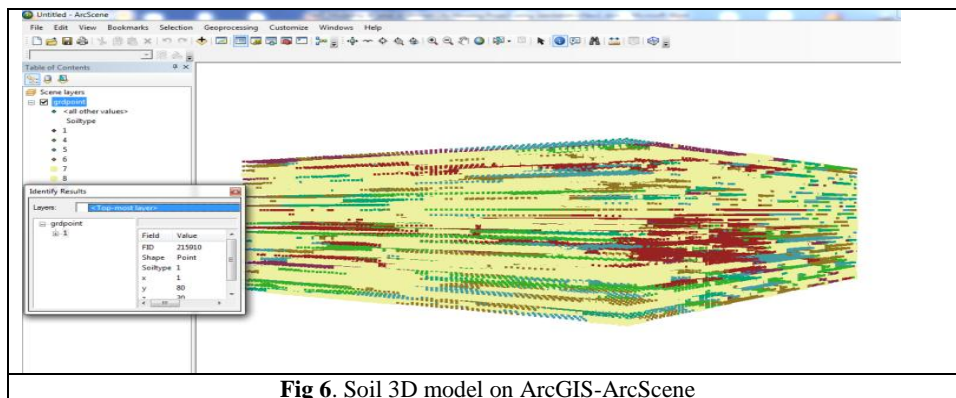 Untitled - ArcScene
File Edit View Bookmarks Selection Geoprocessing Customize Windows Help
Table of Contents
Scene layers
grdpoint
<all other values>
Soiltype
1
4
5
6
7
8
Identify Results
Layers: <Top-most layer>
grdpoint
1
Field Value
FID 215910
Shape Point
Soiltype 1
x 1
y 80
Fig 6. Soil 3D model on ArcGIS-ArcScene